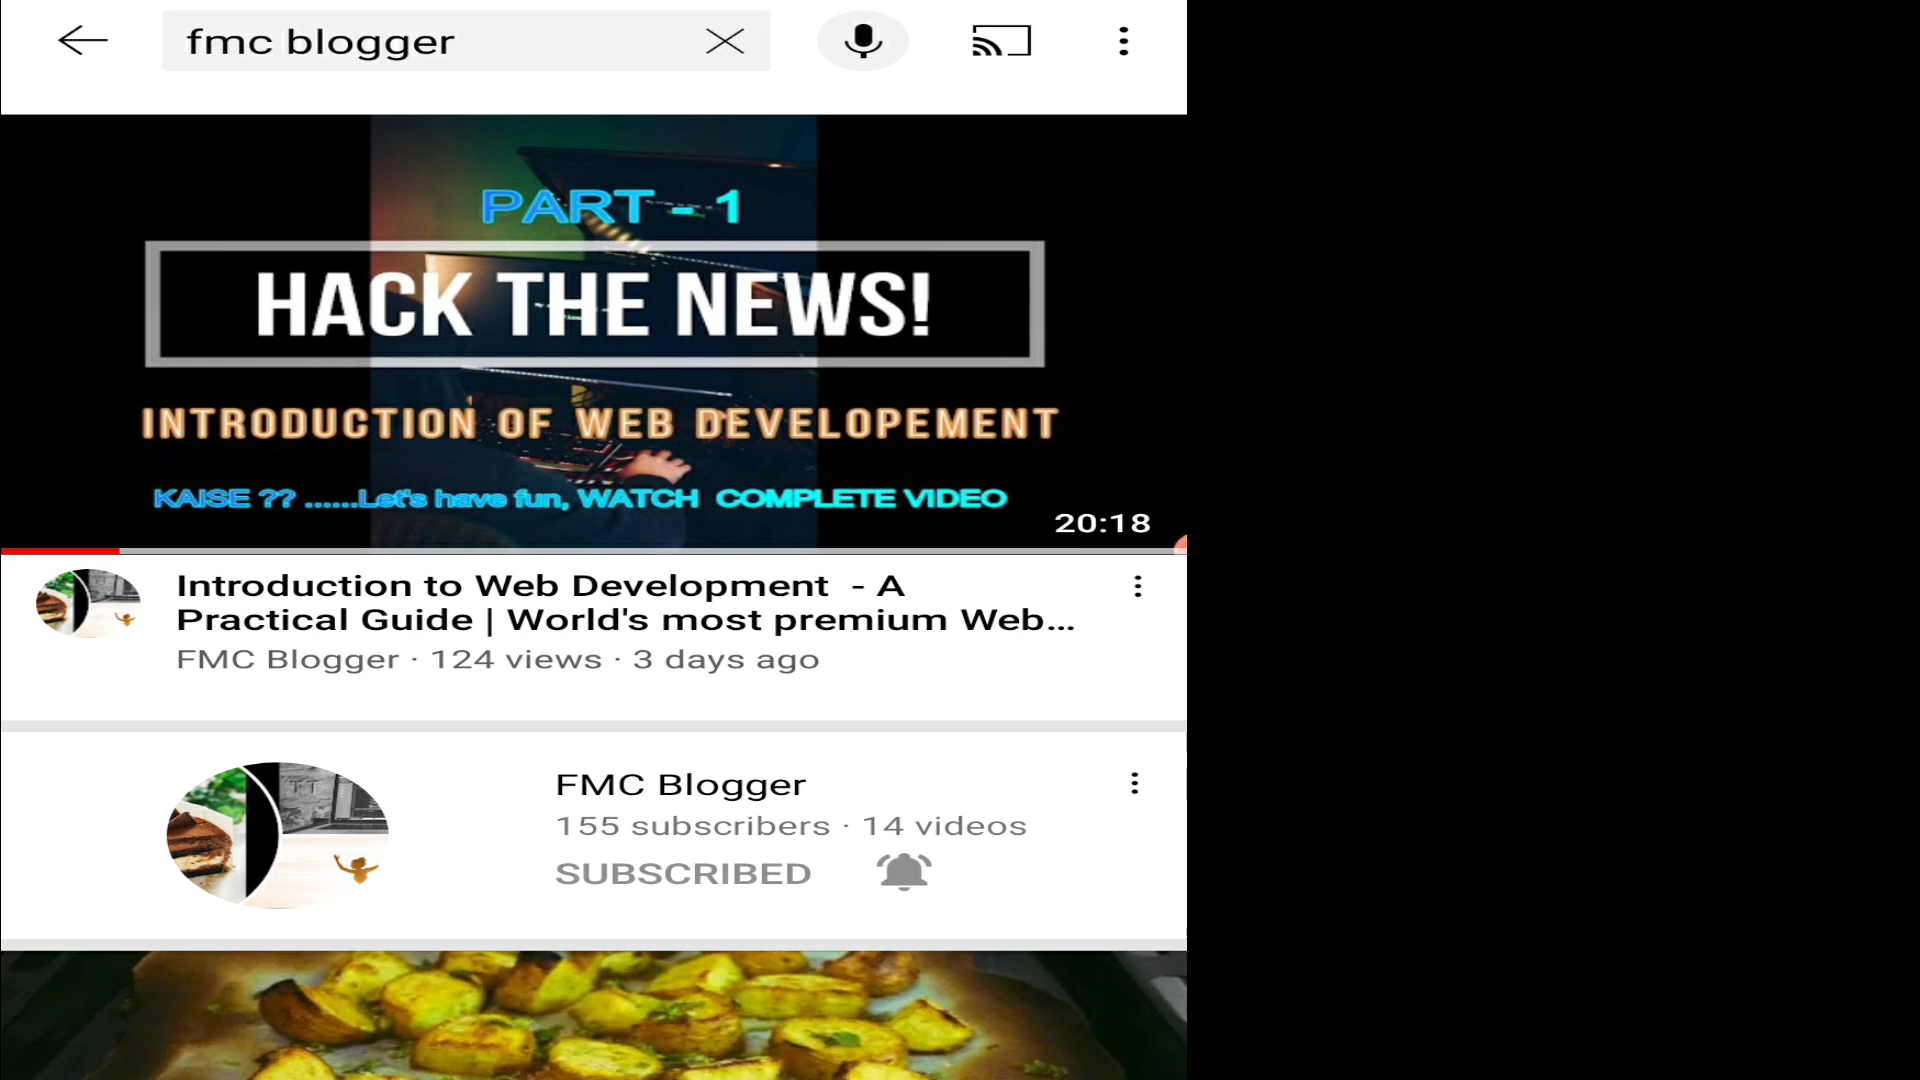 fmc blogger
PART - 1
HACK THE NEWS!
INTRODUCTION OF WEB DEVELOPEMENT
KAISE ?? ......Let's have fun, WATCH COMPLETE VIDEO
20:18
Introduction to Web Development - A
Practical Guide | World's most premium Web...
FMC Blogger · 124 views · 3 days ago
FMC Blogger
155 subscribers · 14 videos
SUBSCRIBED